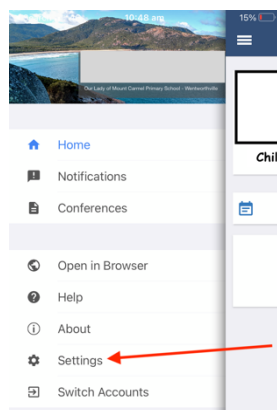 10:48 am
15%
Our Lady of Mount Carmel Primary School - Wentworthville
Home
Chil
Notifications
Conferences
Open in Browser
Help
About
Settings
Switch Accounts